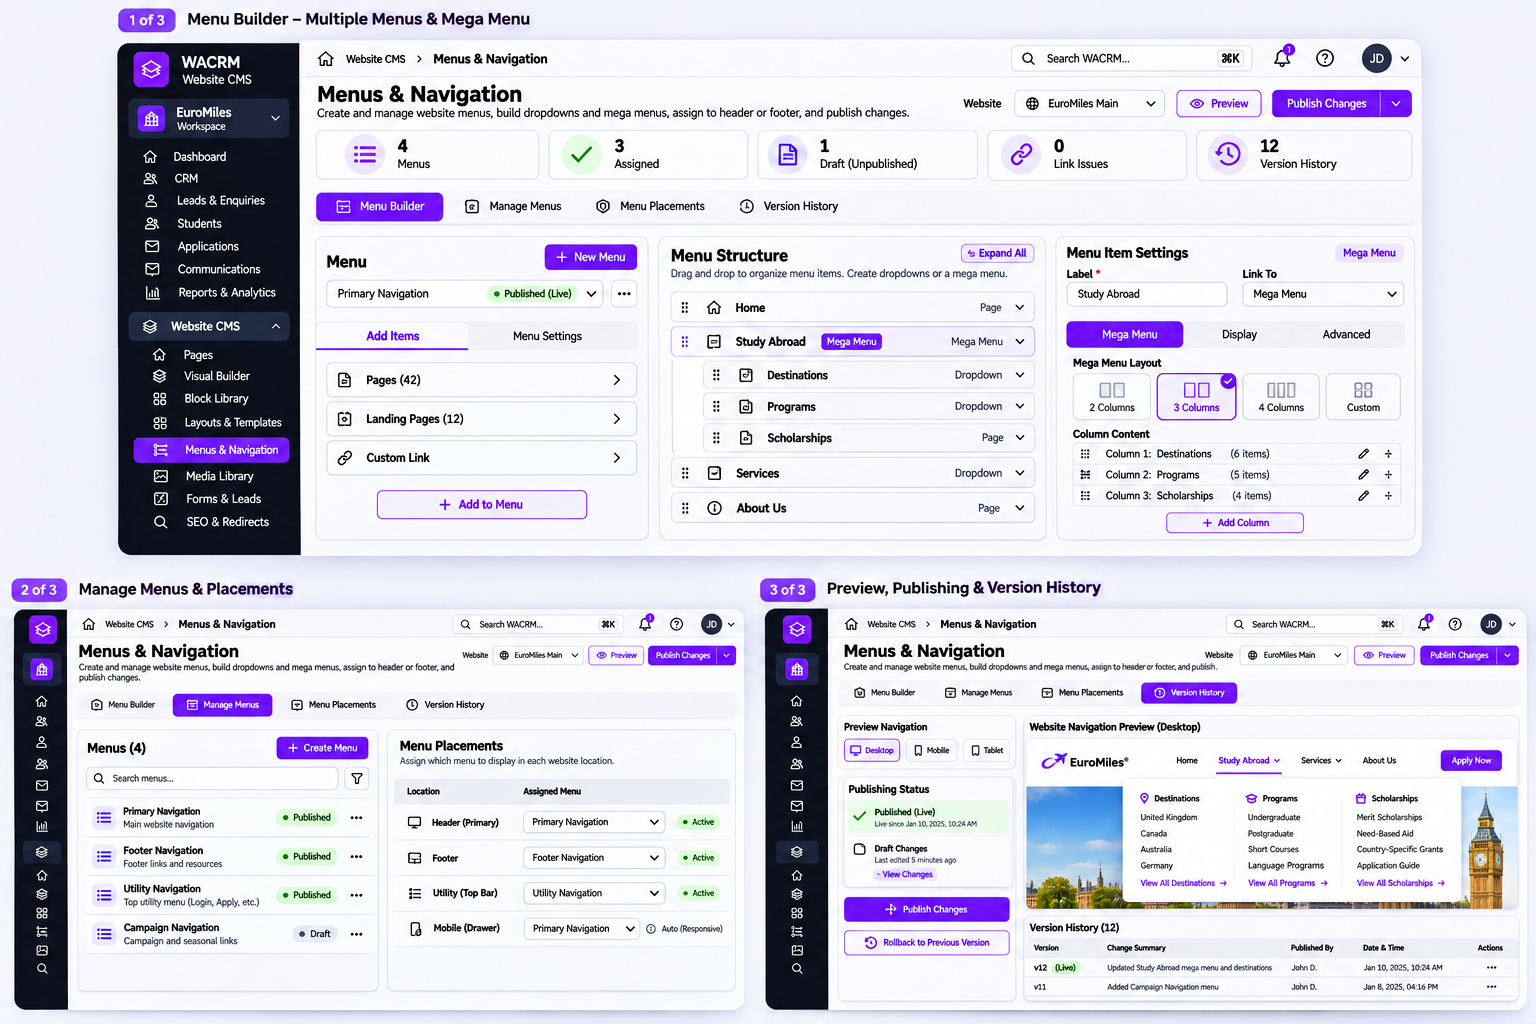 1 of 3 Menu Builder – Multiple Menus & Mega Menu
WACRM
Website CMS
EuroMiles
Workspace
Dashboard
CRM
Leads & Enquiries
Students
Applications
Communications
Reports & Analytics
Website CMS
Pages
Visual Builder
Block Library
Layouts & Templates
Menus & Navigation
Media Library
Forms & Leads
SEO & Redirects
Website CMS > Menus & Navigation
Search WACRM... ⌘K
1
JD
Menus & Navigation
Create and manage website menus, build dropdowns and mega menus, assign to header or footer, and publish changes.
Website EuroMiles Main Preview Publish Changes
4
Menus
3
Assigned
1
Draft (Unpublished)
0
Link Issues
12
Version History
Menu Builder Manage Menus Menu Placements Version History
Menu + New Menu
Primary Navigation Published (Live)
Add Items Menu Settings
Pages (42)
Landing Pages (12)
Custom Link
+ Add to Menu
Menu Structure Expand All
Drag and drop to organize menu items. Create dropdowns or a mega menu.
Home Page
Study Abroad Mega Menu Mega Menu
Destinations Dropdown
Programs Dropdown
Scholarships Page
Services Dropdown
About Us Page
Menu Item Settings Mega Menu
Label * Link To
Study Abroad Mega Menu
Mega Menu Display Advanced
Mega Menu Layout
2 Columns 3 Columns 4 Columns Custom
Column Content
Column 1: Destinations (6 items)
Column 2: Programs (5 items)
Column 3: Scholarships (4 items)
+ Add Column
2 of 3 Manage Menus & Placements
Website CMS > Menus & Navigation
Search WACRM... ⌘K
JD
Menus & Navigation
Create and manage website menus, build dropdowns and mega menus, assign to header or footer, and
publish changes.
Website EuroMiles Main Preview Publish Changes
Menu Builder Manage Menus Menu Placements Version History
Menus (4) + Create Menu
Search menus...
Primary Navigation
Main website navigation
Published
Footer Navigation
Footer links and resources
Published
Utility Navigation
Top utility menu (Login, Apply, etc.)
Published
Campaign Navigation
Campaign and seasonal links
Draft
Menu Placements
Assign which menu to display in each website location.
Location Assigned Menu
Header (Primary) Primary Navigation Active
Footer Footer Navigation Active
Utility (Top Bar) Utility Navigation Active
Mobile (Drawer) Primary Navigation Auto (Responsive)
3 of 3 Preview, Publishing & Version History
Website CMS > Menus & Navigation
Search WACRM... ⌘K
JD
Menus & Navigation
Create and manage website menus, build dropdowns and mega menus, assign to header or footer, and publish.
Website EuroMiles Main Preview Publish Changes
Menu Builder Manage Menus Menu Placements Version History
Preview Navigation
Desktop Mobile Tablet
Publishing Status
Published (Live)
Live since Jan 10, 2025, 10:24 AM
Draft Changes
Last edited 5 minutes ago
View Changes
Publish Changes
Rollback to Previous Version
Website Navigation Preview (Desktop)
EuroMiles® Home Study Abroad Services About Us Apply Now
Destinations
United Kingdom
Canada
Australia
Germany
View All Destinations →
Programs
Undergraduate
Postgraduate
Short Courses
Language Programs
View All Programs →
Scholarships
Merit Scholarships
Need-Based Aid
Country-Specific Grants
Application Guide
View All Scholarships →
Version History (12)
Version Change Summary Published By Date & Time Actions
v12 (Live) Updated Study Abroad mega menu and destinations John D. Jan 10, 2025, 10:24 AM
v11 Added Campaign Navigation menu John D. Jan 8, 2025, 04:16 PM